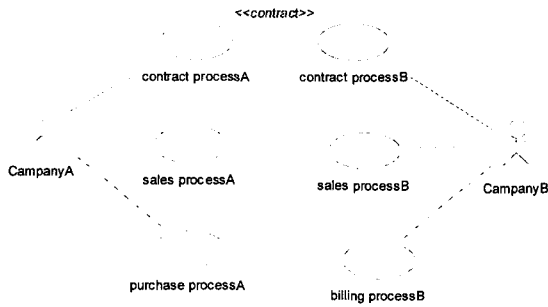 <<contract>>
contract processA
contract processB
CampanyA
sales processA
sales processB
CampanyB
purchase processA
billing processB